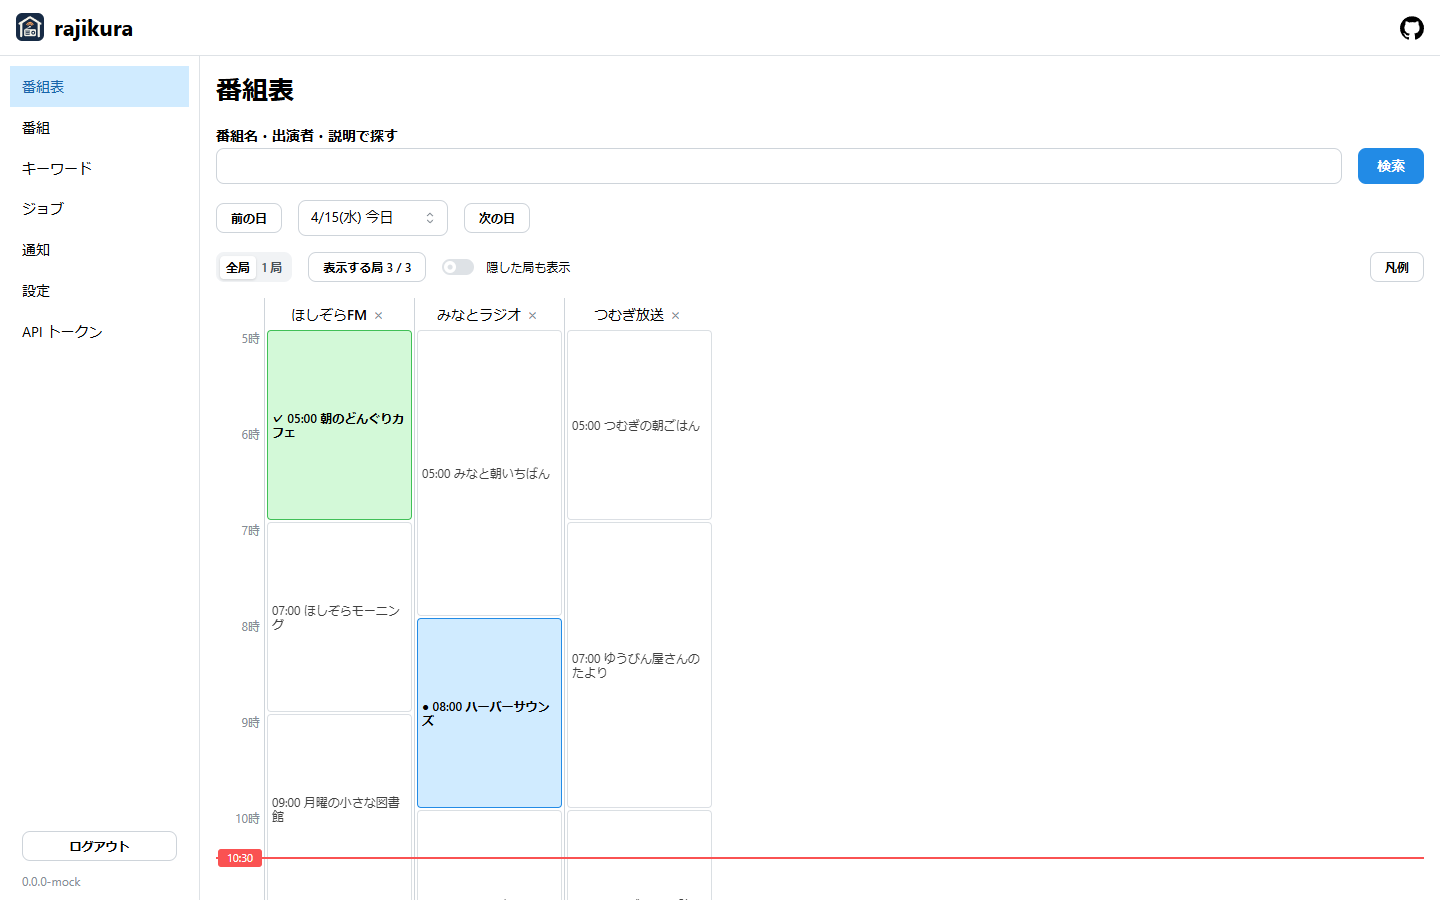 rajikura
番組表
番組
キーワード
ジョブ
通知
設定
API トークン
ログアウト
0.0.0-mock
番組表
番組名・出演者・説明で探す
検索
前の日
4/15(水) 今日
次の日
全局
1 局
表示する局 3 / 3
隠した局も表示
凡例
ほしぞらFM ×
みなとラジオ ×
つむぎ放送 ×
5時
6時
7時
8時
9時
10時
10:30
✓ 05:00 朝のどんぐりカ
フェ
07:00 ほしぞらモーニン
グ
09:00 月曜の小さな図書
館
05:00 みなと朝いちばん
● 08:00 ハーバーサウン
ズ
05:00 つむぎの朝ごはん
07:00 ゆうびん屋さんの
たより